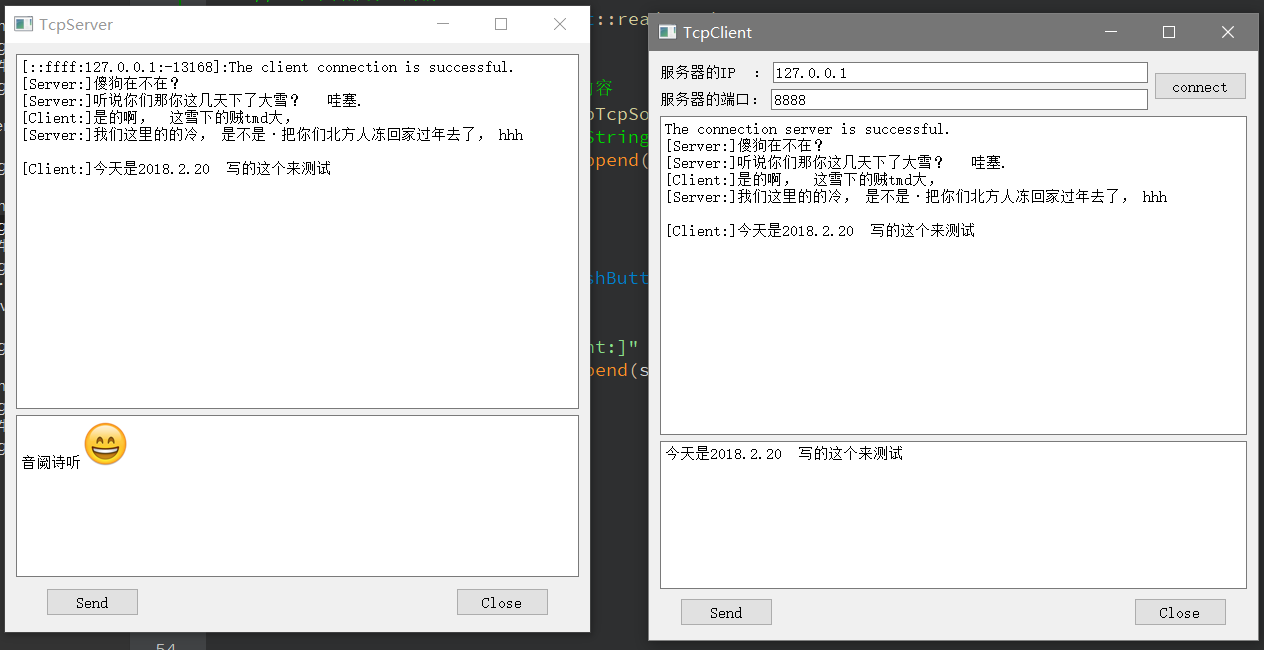 TcpServer
[::ffff:127.0.0.1:-13168]:The client connection is successful.
[Server:]傻狗在不在？
[Server:]听说你们那你这几天下了大雪？ 哇塞.
[Client:]是的啊， 这雪下的贼tmd大，
[Server:]我们这里的的冷， 是不是·把你们北方人冻回家过年去了， hhh
[Client:]今天是2018.2.20 写的这个来测试
音阙诗听😄
Send
Close
TcpClient
服务器的IP ： 127.0.0.1
connect
服务器的端口： 8888
The connection server is successful.
[Server:]傻狗在不在？
[Server:]听说你们那你这几天下了大雪？ 哇塞.
[Client:]是的啊， 这雪下的贼tmd大，
[Server:]我们这里的的冷， 是不是·把你们北方人冻回家过年去了， hhh
[Client:]今天是2018.2.20 写的这个来测试
今天是2018.2.20 写的这个来测试
Send
Close
::rea
容
TcpSo
String
pend(
shButt
nt:]"
pend(s
54